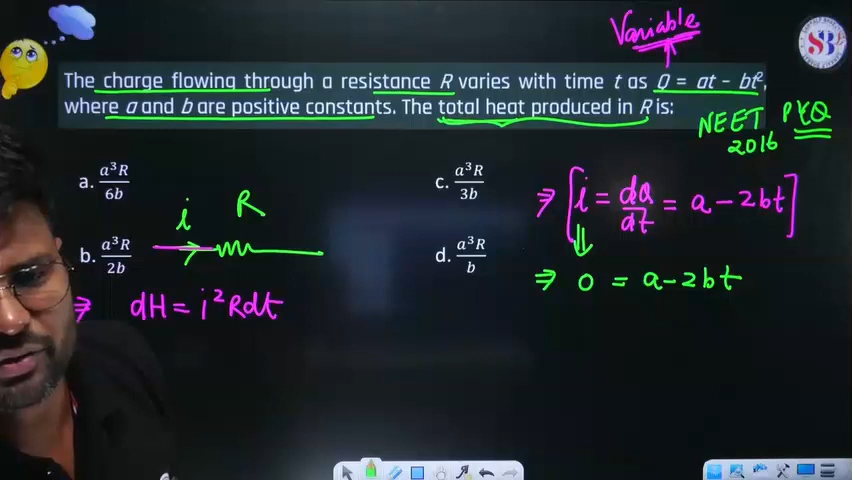 Variable
The charge flowing through a resistance R varies with time t as Q = at – bt²,
where a and b are positive constants. The total heat produced in R is:
NEET PYQ
2016
a. a³R/6b
c. a³R/3b
b. a³R/2b
d. a³R/b
i R
⇒ [i = dQ/dt = a - 2bt]
⇓
⇒ 0 = a - 2bt
⇒ dH = i²Rdt
SB